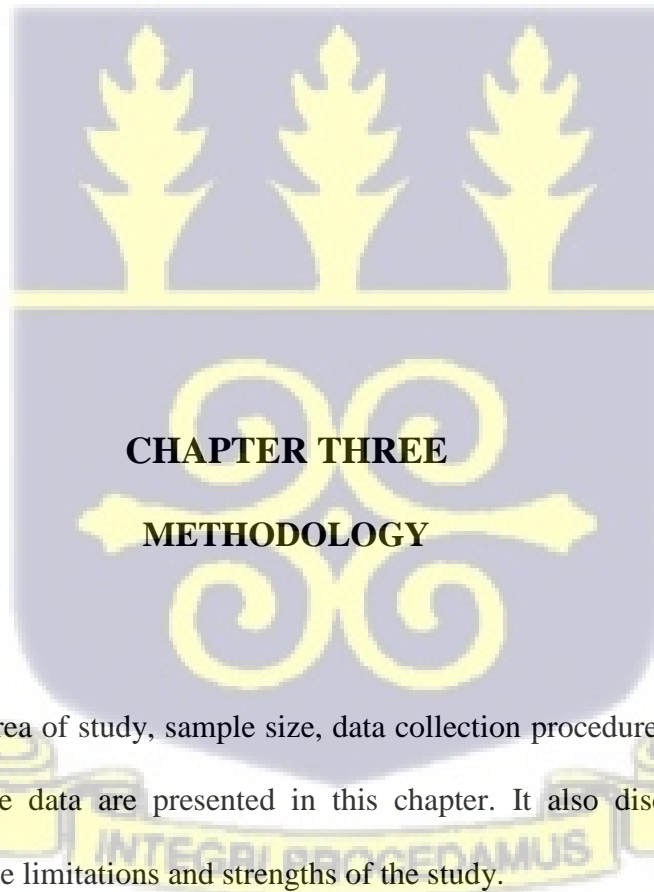 CHAPTER THREE
METHODOLOGY
rea of study, sample size, data collection procedure
e data are presented in this chapter. It also disc
e limitations and strengths of the study.
INTEGRI PROCEDAMUS